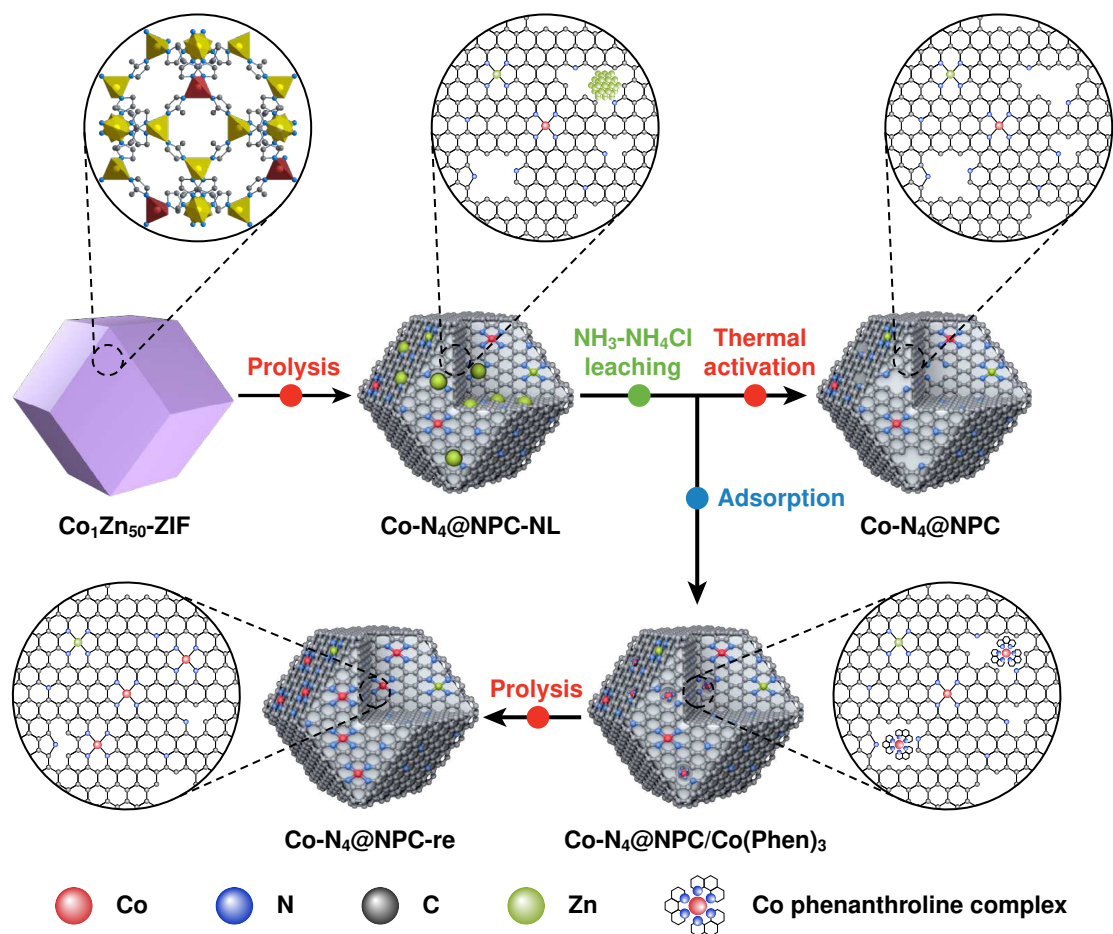 Prolysis
NH₃-NH₄Cl
leaching
Thermal
activation
Co₁Zn₅₀-ZIF
Co-N₄@NPC-NL
Adsorption
Co-N₄@NPC
Prolysis
Co-N₄@NPC-re
Co-N₄@NPC/Co(Phen)₃
Co
N
C
Zn
Co phenanthroline complex